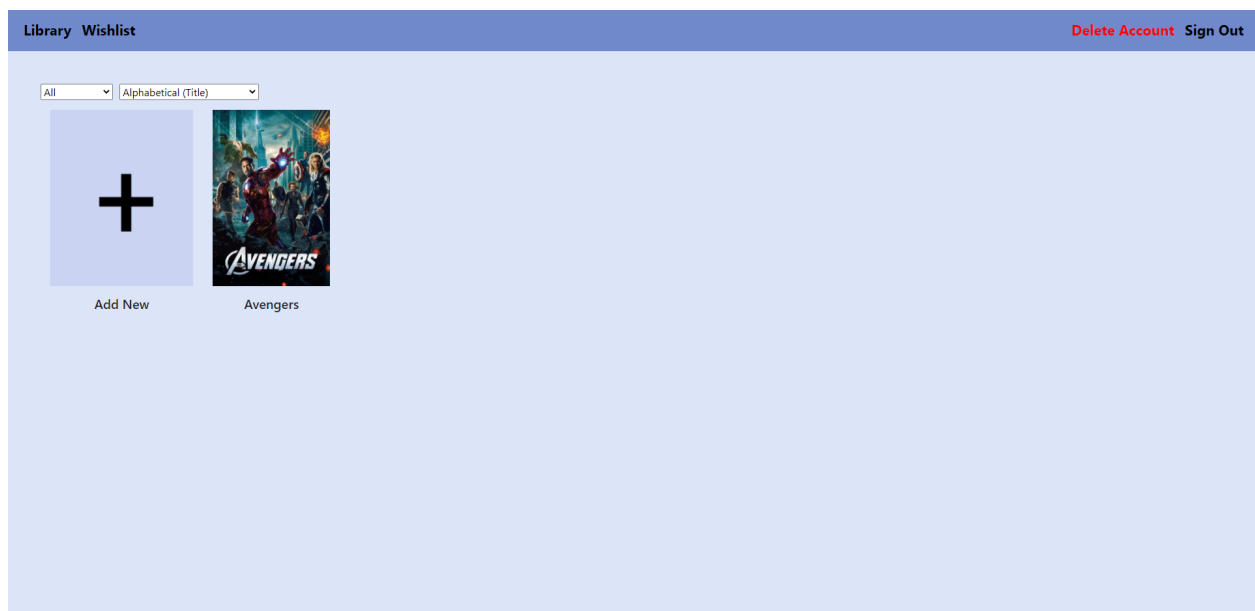 Library Wishlist Delete Account Sign Out
All Alphabetical (Title)
AVENGERS
Add New Avengers